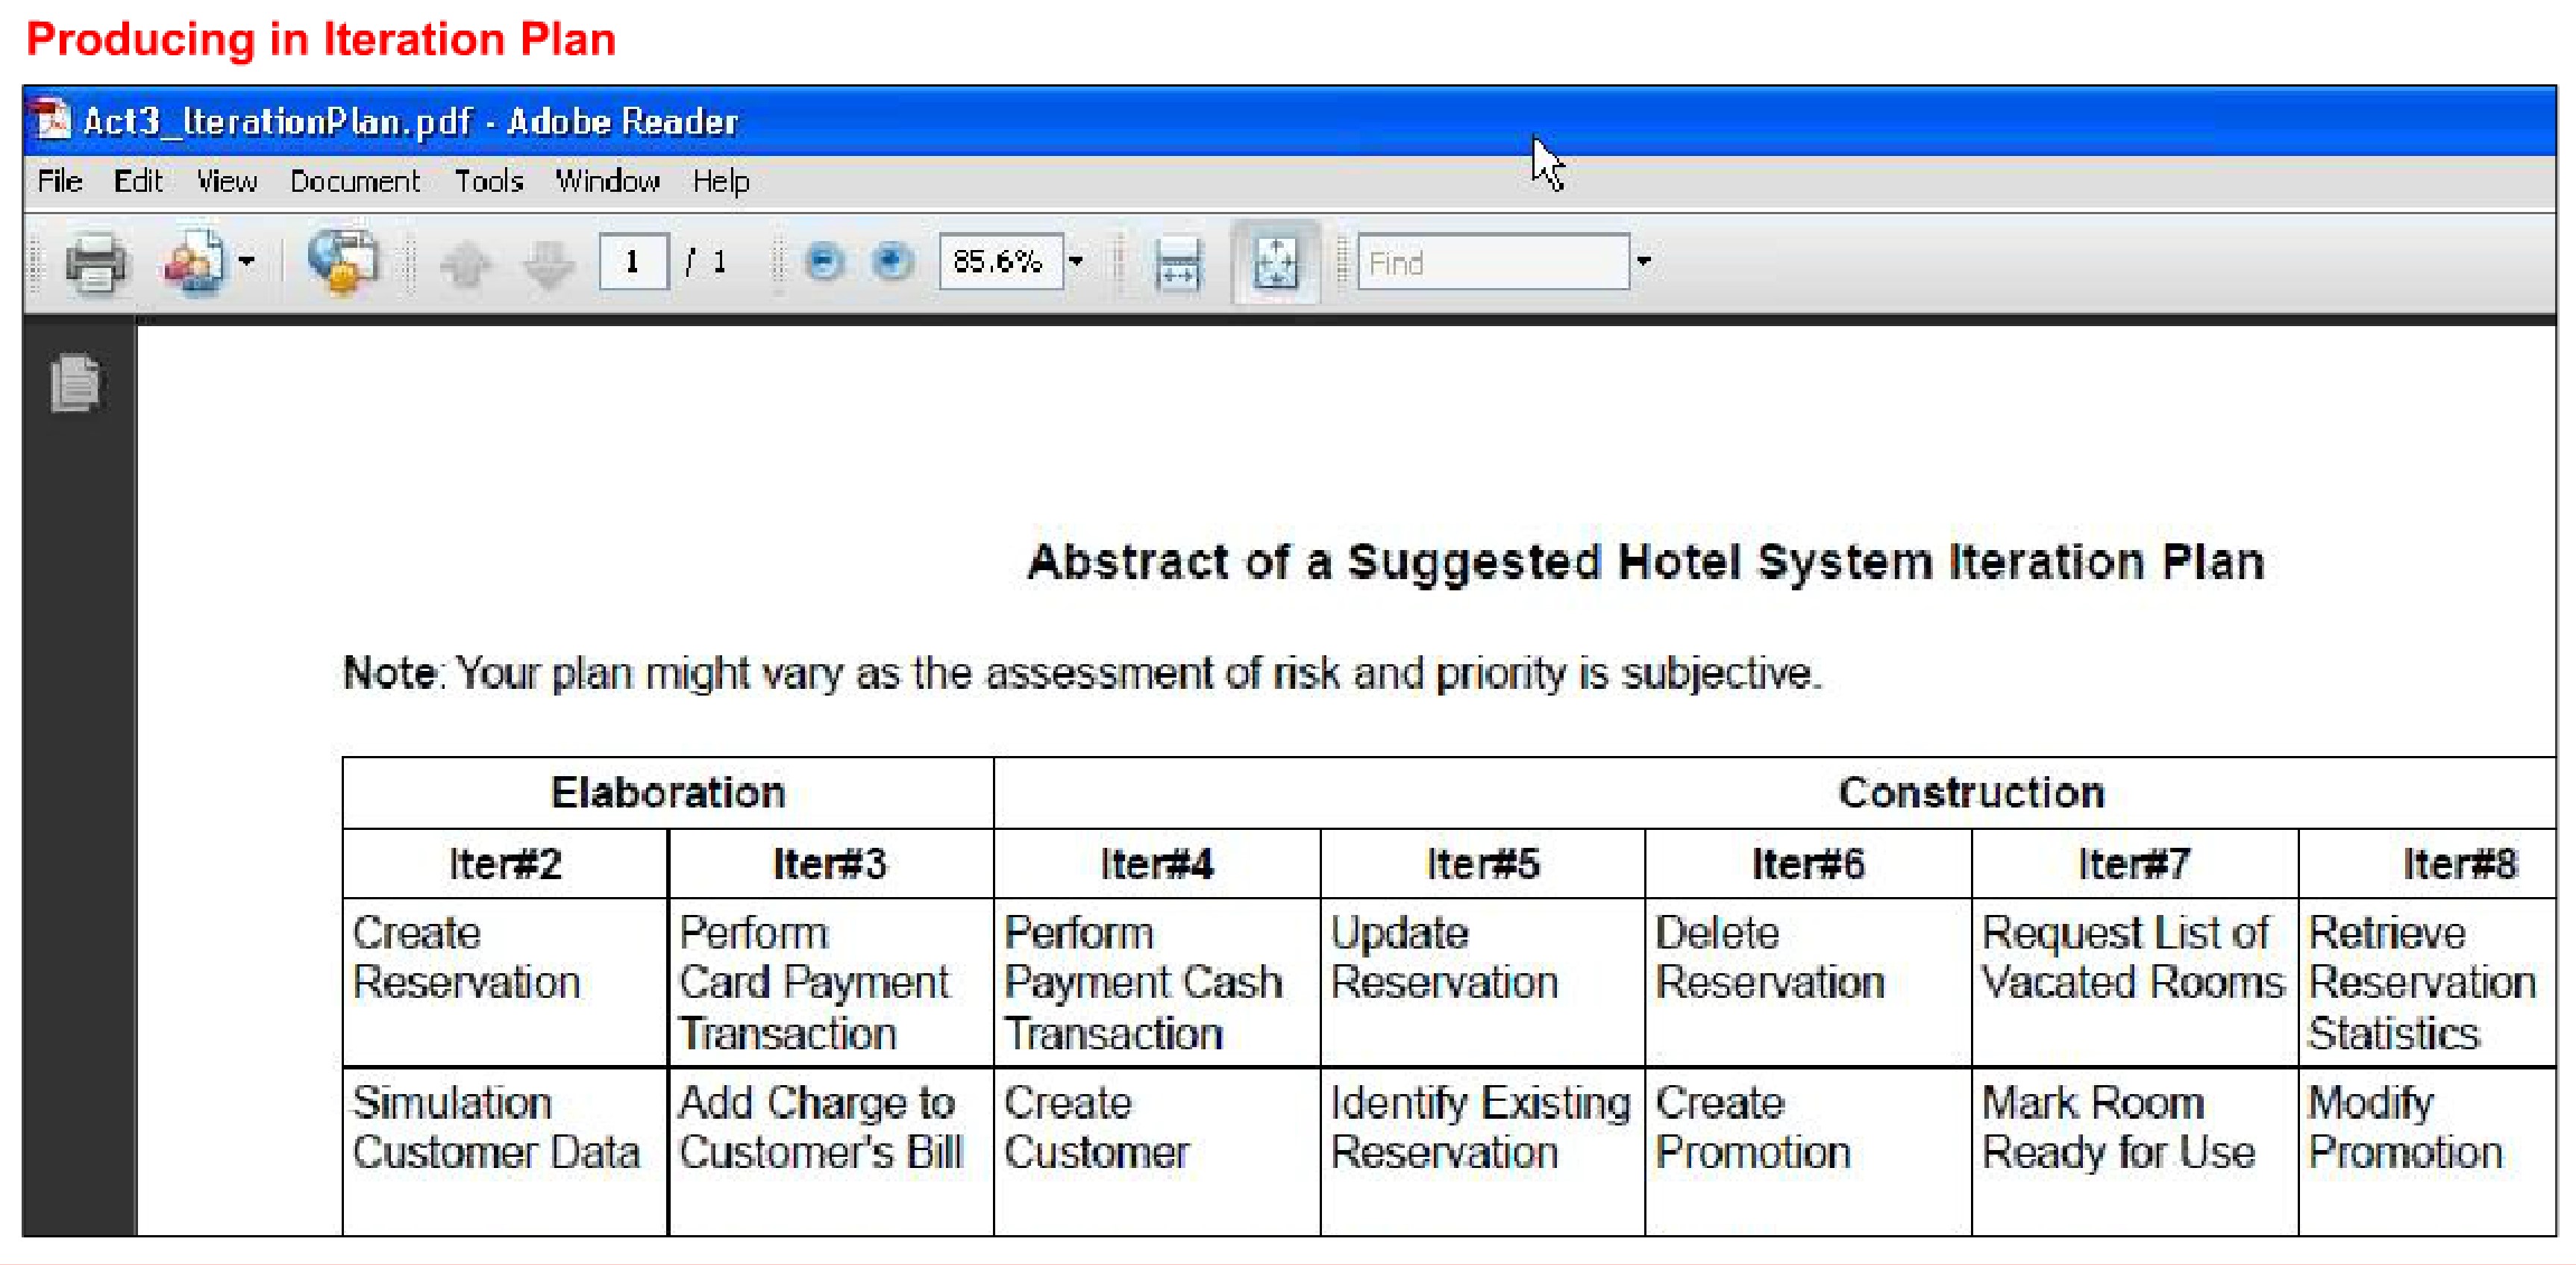 Producing in Iteration Plan
Act3_IterationPlan.pdf - Adobe Reader
File Edit View Document Tools Window Help
1 / 1 85.6% Find
Abstract of a Suggested Hotel System Iteration Plan
Note: Your plan might vary as the assessment of risk and priority is subjective.
Elaboration Construction
Iter#2 Iter#3 Iter#4 Iter#5 Iter#6 Iter#7 Iter#8
Create Perform Perform Update Delete Request List of Retrieve
Reservation Card Payment Payment Cash Reservation Reservation Vacated Rooms Reservation
Transaction Transaction Statistics
Simulation Add Charge to Create Identify Existing Create Mark Room Modify
Customer Data Customer's Bill Customer Reservation Promotion Ready for Use Promotion